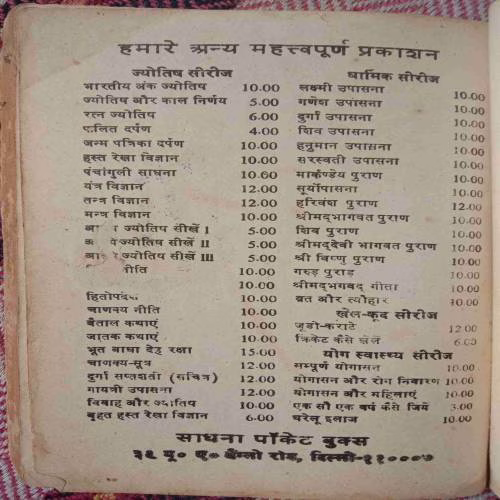 हमारे अन्य महत्त्वपूर्ण प्रकाशन
ज्योतिष सीरीज
भारतीय अंक ज्योतिष 10.00
ज्योतिष और काल निर्णय 5.00
रत्न ज्योतिष 6.00
फलित दर्पण 4.00
जन्म पत्रिका दर्पण 10.00
हस्त रेखा विज्ञान 10.00
पंचांगुली साधना 10.60
यंत्र विज्ञान 12.00
तन्त्र विज्ञान 12.00
मन्त्र विज्ञान 10.00
ज्योतिष सीखें I 5.00
ज्योतिष सीखें II 5.00
ज्योतिष सीखें III 5.00
नीति 10.00
हितोपदेश 10.00
चाणक्य नीति 10.00
बैताल कथाएं 10.00
जातक कथाएं 10.00
भूत बाधा देह रक्षा 15.00
चाणक्य-सूत्र 12.00
दुर्गा सप्तशती (सचित्र) 12.00
गायत्री उपासना 12.00
विवाह और ज्योतिष 10.00
बृहत हस्त रेखा विज्ञान 6.00
धार्मिक सीरीज
लक्ष्मी उपासना 10.00
गणेश उपासना 10.00
दुर्गा उपासना 10.00
शिव उपासना 10.00
हनुमान उपासना 10.00
सरस्वती उपासना 10.00
मार्कण्डेय पुराण 10.00
सूर्योपासना 10.00
हरिवंश पुराण 12.00
श्रीमद्भागवत पुराण 10.00
शिव पुराण 10.00
श्रीमद्देवी भागवत पुराण 10.00
श्री विष्णु पुराण 10.00
गरुड़ पुराड़ 10.00
श्रीमद्भगवद् गीता 10.00
व्रत और त्यौहार 10.00
खेल-कूद सीरीज
जूडो-कराटे 12.00
क्रिकेट कैसे खेलें 6.00
योग स्वास्थ्य सीरीज
सम्पूर्ण योगासन 10.00
योगासन और रोग निवारण 10.00
योगासन और महिलाएं 10.00
एक सौ एक वर्ष कैसे जियें 3.00
घरेलू इलाज 10.00
साधना पॉकेट बुक्स
३९ यू० ए० बैंग्लो रोड, दिल्ली-११०००७